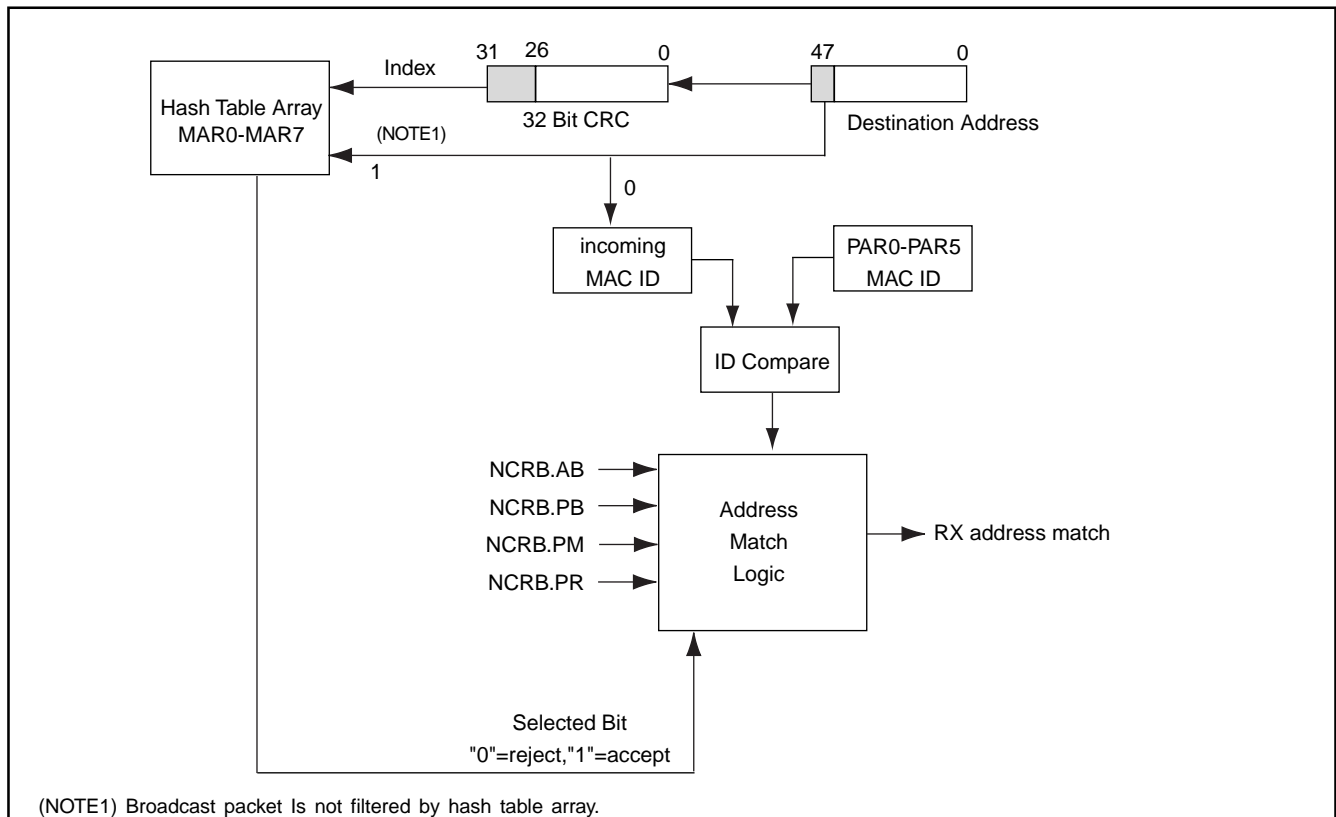 31 26 0 47 0
Index
Hash Table Array
MAR0-MAR7
32 Bit CRC
Destination Address
(NOTE1)
1
0
incoming
MAC ID
PAR0-PAR5
MAC ID
ID Compare
NCRB.AB
NCRB.PB
NCRB.PM
NCRB.PR
Address
Match
Logic
RX address match
Selected Bit
"0"=reject,"1"=accept
(NOTE1) Broadcast packet Is not filtered by hash table array.